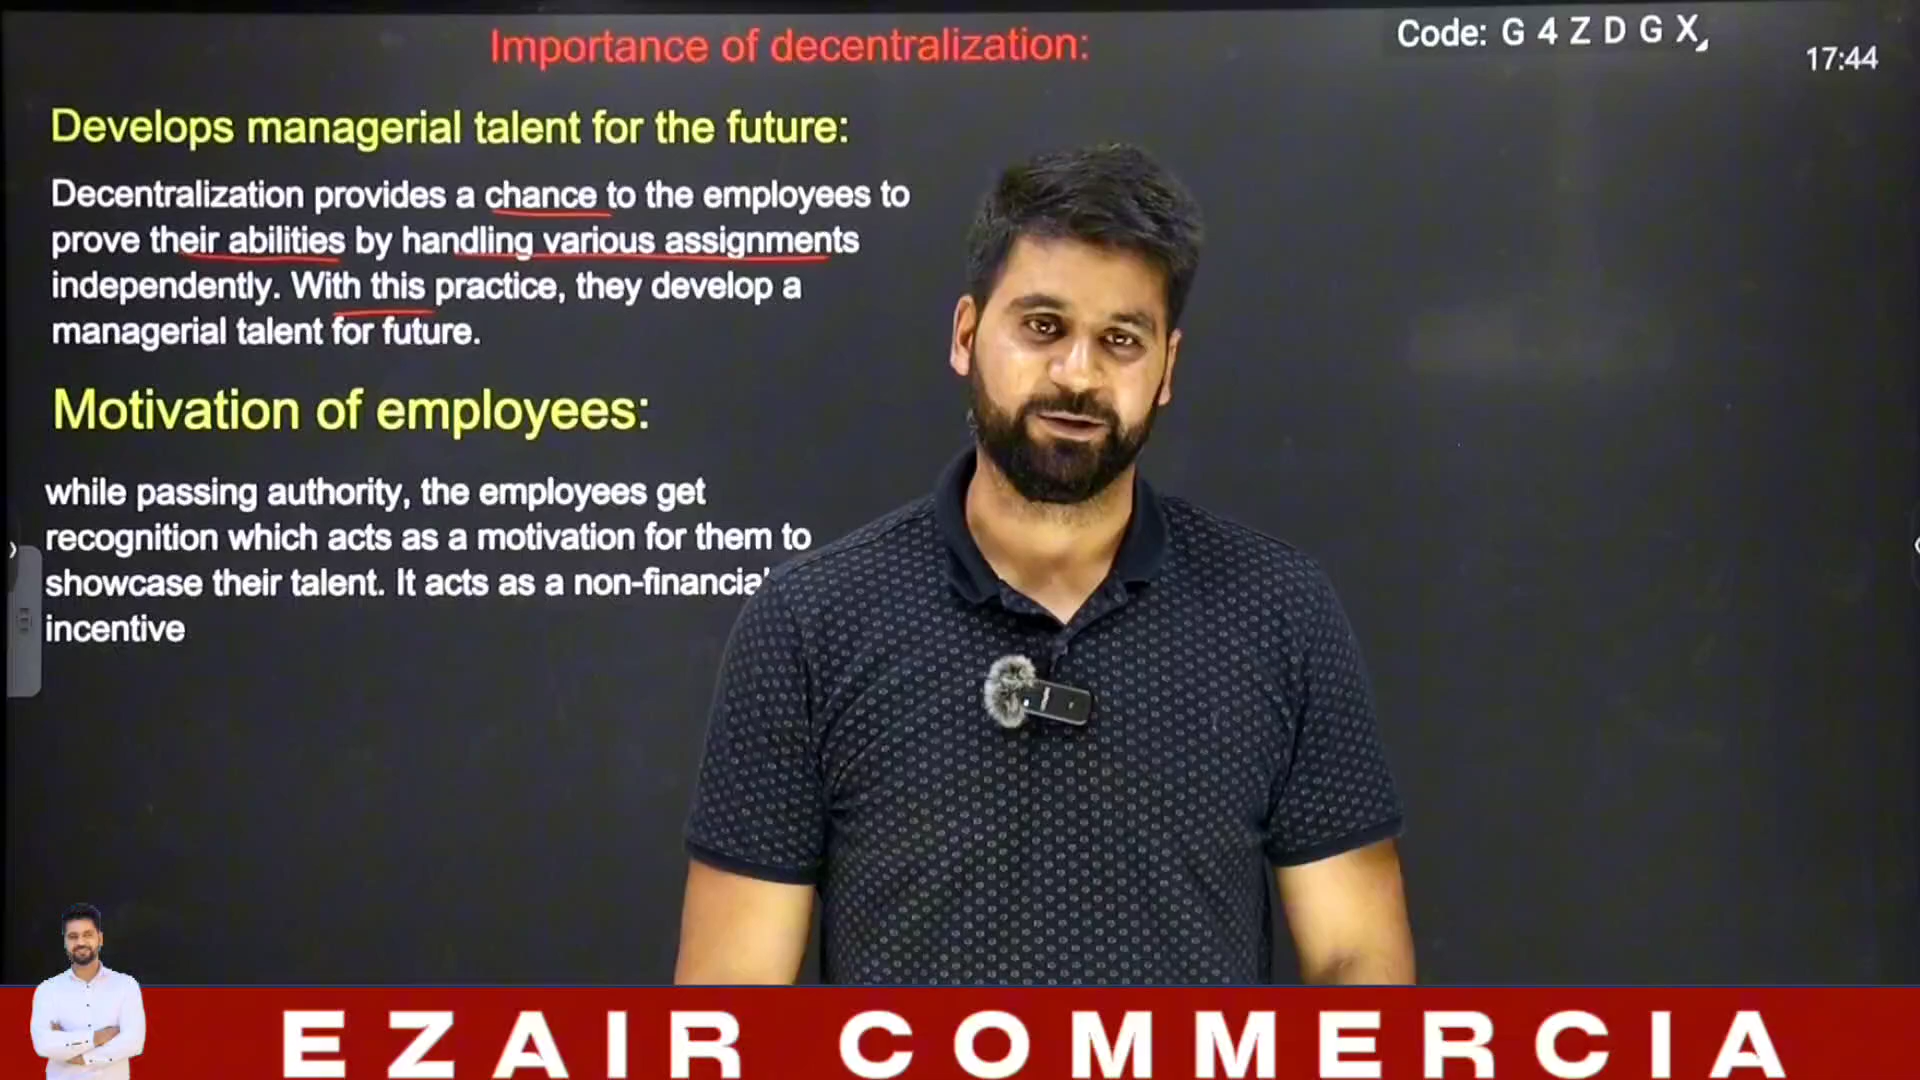 Importance of decentralization:
Code: G 4 Z D G X
17:44
Develops managerial talent for the future:
Decentralization provides a chance to the employees to
prove their abilities by handling various assignments
independently. With this practice, they develop a
managerial talent for future.
Motivation of employees:
while passing authority, the employees get
recognition which acts as a motivation for them to
showcase their talent. It acts as a non-financial
incentive
EZAIR COMMERCIA